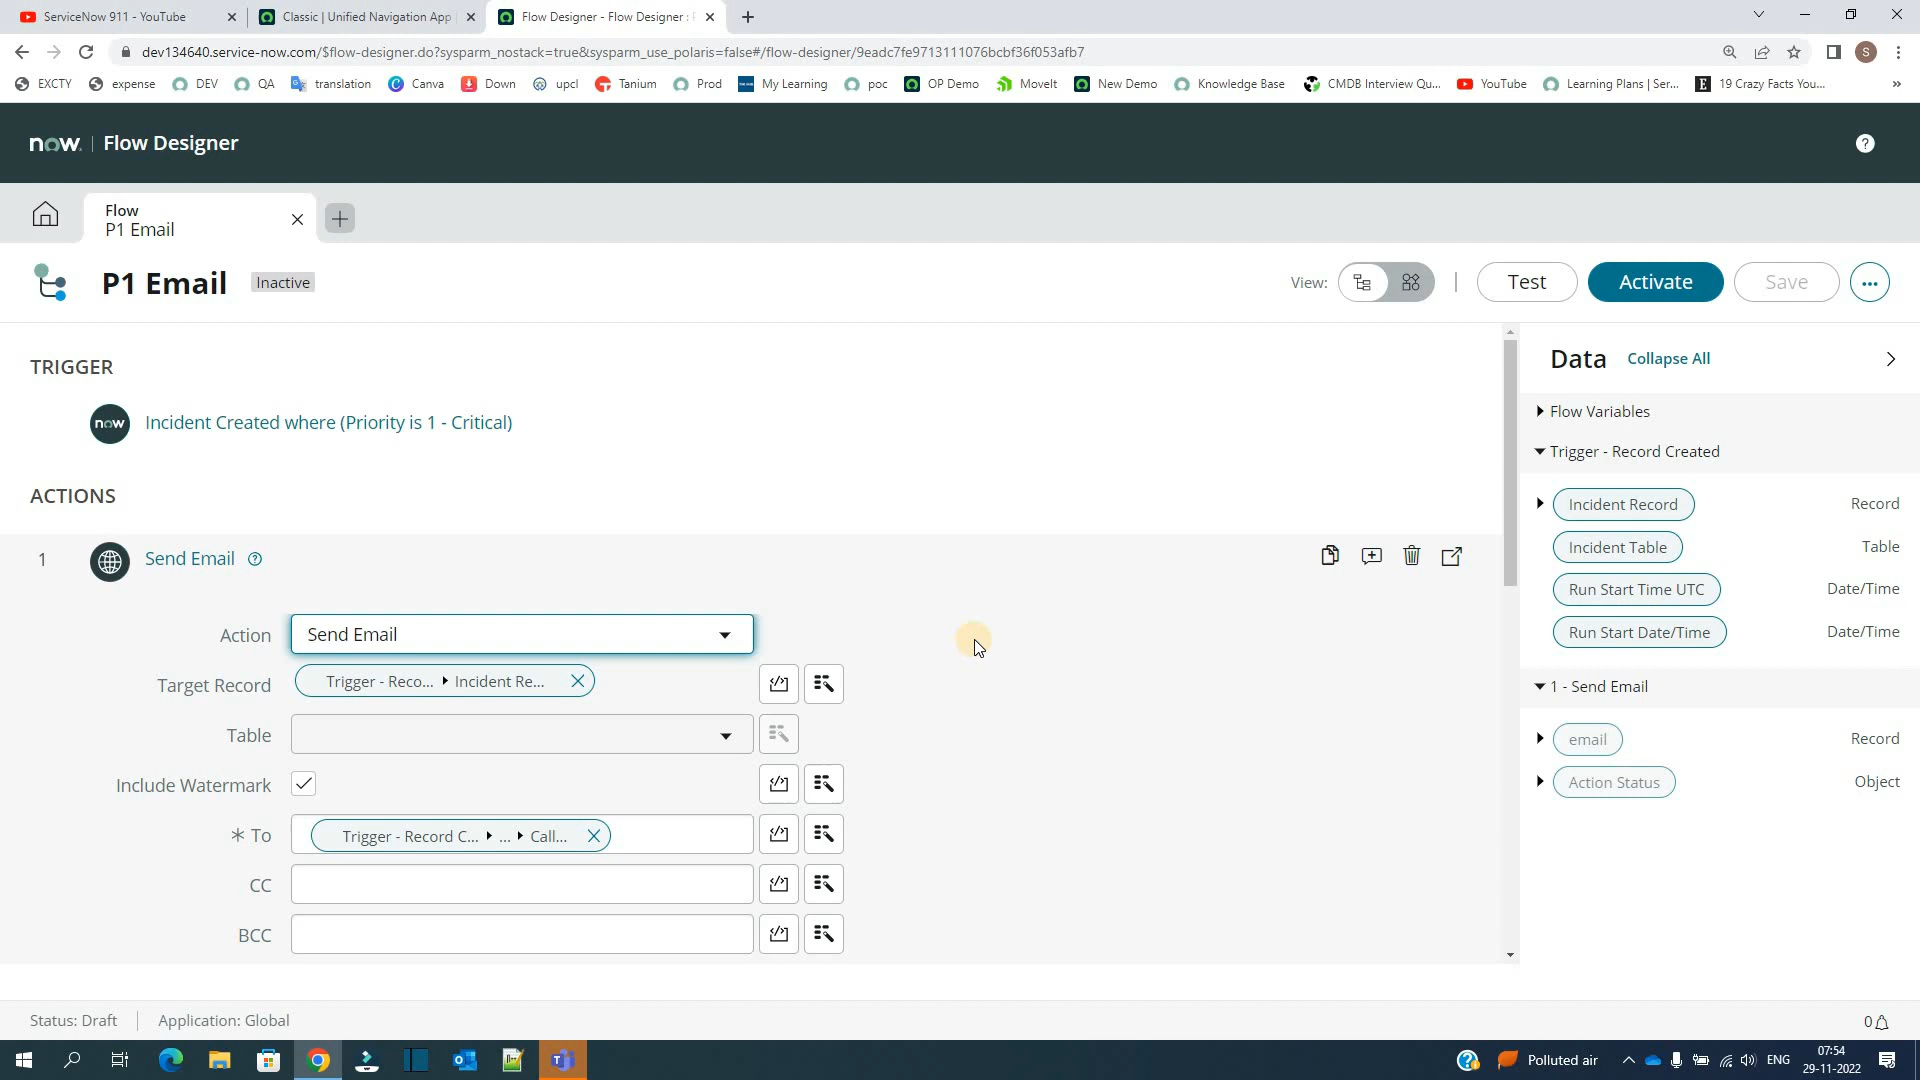 ServiceNow 911 - YouTube
Classic | Unified Navigation App
Flow Designer - Flow Designer :
dev134640.service-now.com/$flow-designer.do?sysparm_nostack=true&sysparm_use_polaris=false#/flow-designer/9eadc7fe9713111076bcbf36f053afb7
S
EXCTY
expense
DEV
QA
translation
Canva
Down
upcl
Tanium
Prod
My Learning
poc
OP Demo
MoveIt
New Demo
Knowledge Base
CMDB Interview Qu...
YouTube
Learning Plans | Ser...
19 Crazy Facts You...
now. | Flow Designer
Flow
P1 Email
P1 Email
Inactive
View:
Test
Activate
Save
...
TRIGGER
now
Incident Created where (Priority is 1 - Critical)
ACTIONS
1
Send Email
Action
Send Email
Target Record
Trigger - Reco... Incident Re...
Table
Include Watermark
* To
Trigger - Record C... ... Call...
CC
BCC
Data
Collapse All
Flow Variables
Trigger - Record Created
Incident Record
Record
Incident Table
Table
Run Start Time UTC
Date/Time
Run Start Date/Time
Date/Time
1 - Send Email
email
Record
Action Status
Object
Status: Draft
Application: Global
0
Polluted air
ENG
07:54
29-11-2022